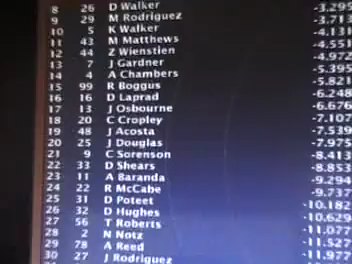 8 26 D Walker -3.295
9 29 M Rodriguez -3.713
10 5 K Walker -4.131
11 43 M Matthews -4.551
12 44 Z Wienstien -4.972
13 7 J Gardner -5.395
14 4 A Chambers -5.821
15 99 R Boggus -6.248
16 16 D Laprad -6.676
17 13 J Osbourne -7.107
18 20 C Cropley -7.539
19 48 J Acosta -7.975
20 25 J Douglas -8.413
21 9 C Sorenson -8.853
22 33 D Shears -9.294
23 11 A Baranda -9.737
24 22 R McCabe -10.182
25 31 D Poteet -10.629
26 32 D Hughes -11.077
27 56 T Roberts -11.527
28 2 N Notz -11.977
29 78 A Reed
30 27 J Rodriguez